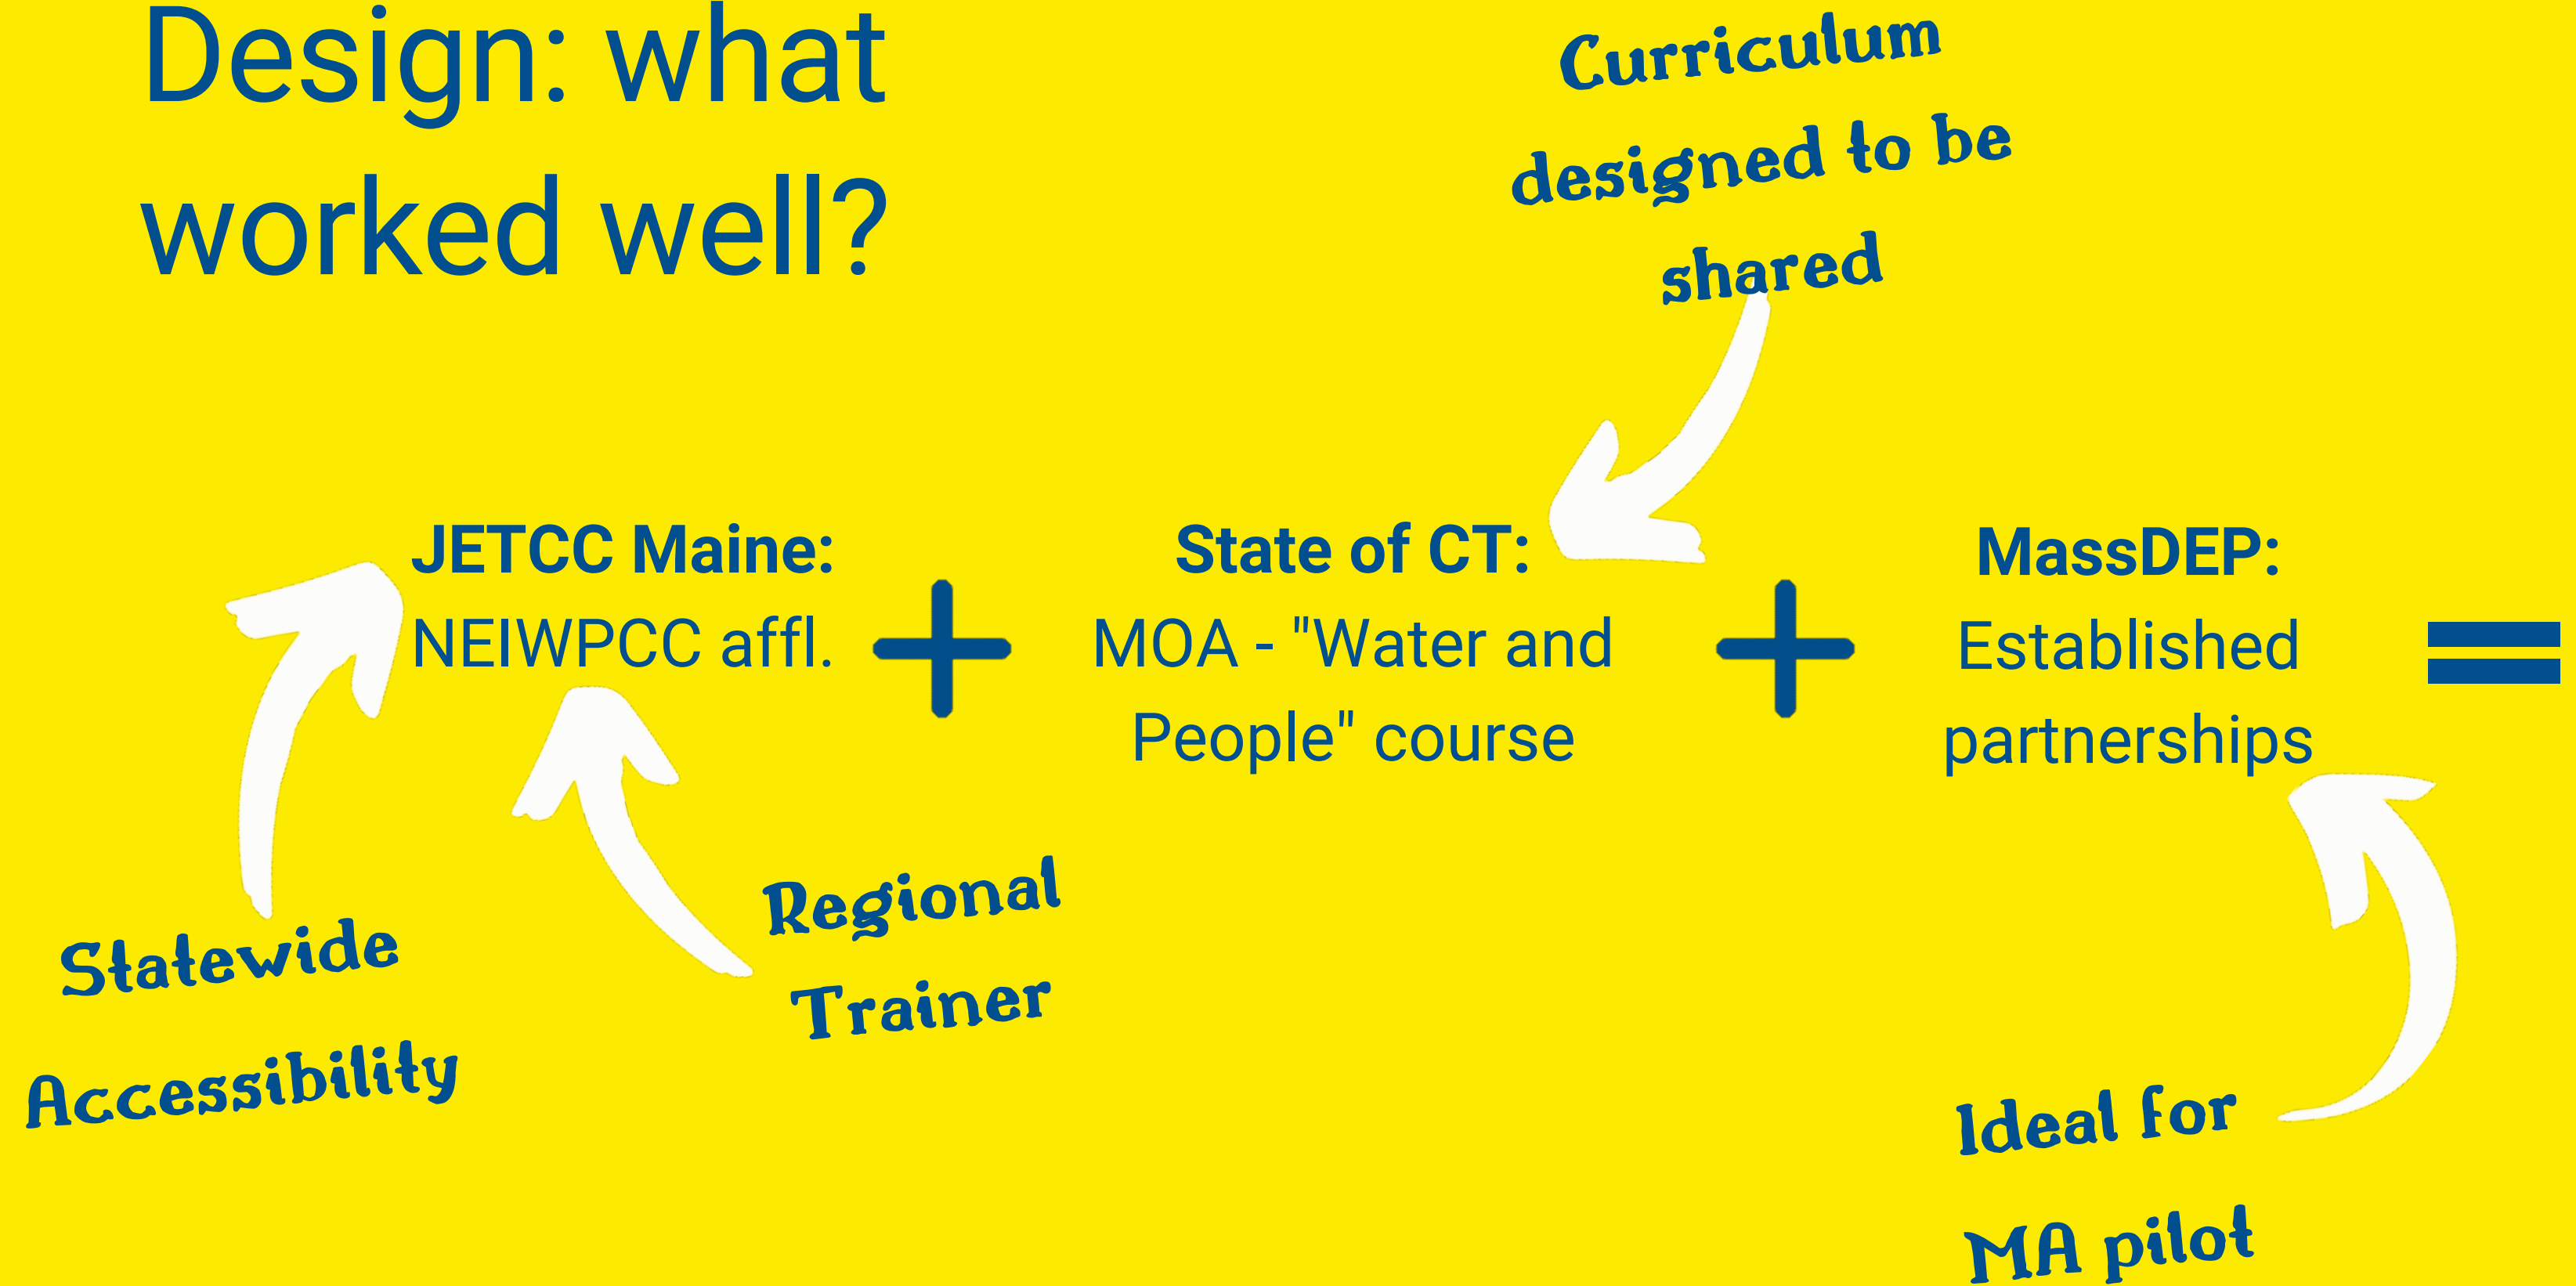 Design: what
worked well?
Curriculum
designed to be
shared
JETCC Maine:
NEIWPCC affl.
+
State of CT:
MOA - "Water and
People" course
+
MassDEP:
Established
partnerships
=
Statewide
Accessibility
Regional
Trainer
Ideal for
MA pilot